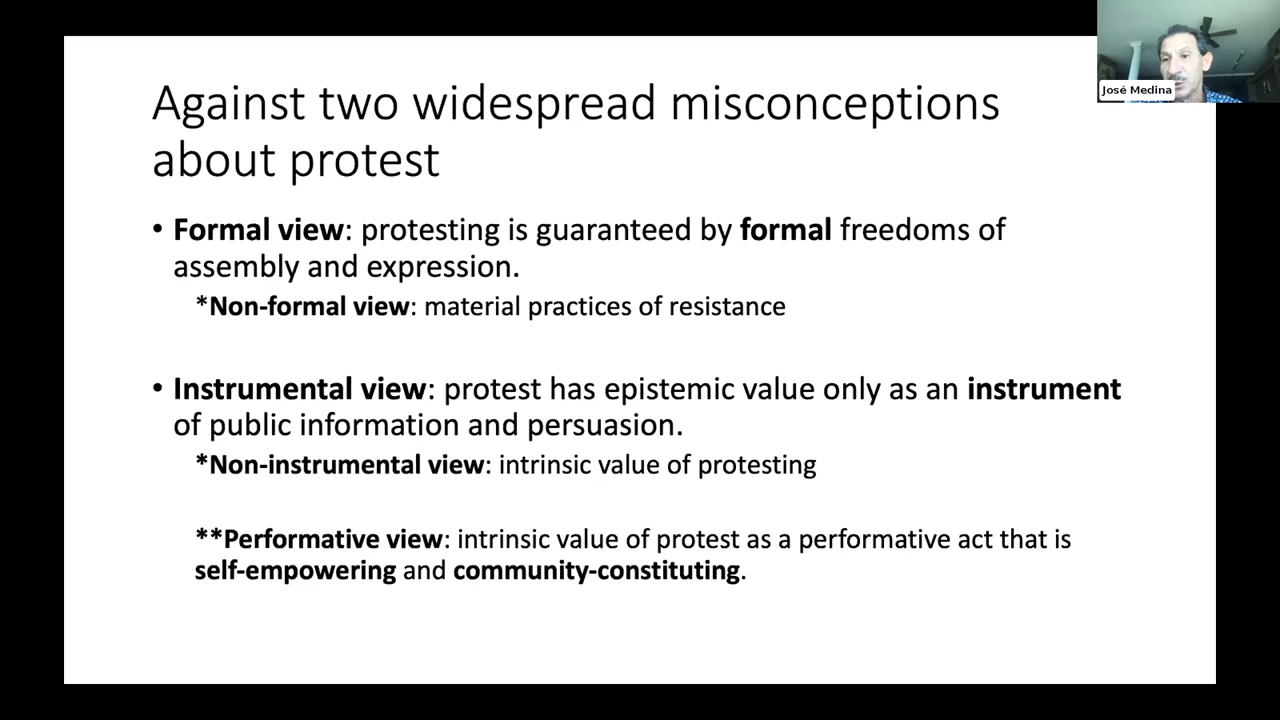 José Medina
Against two widespread misconceptions
about protest
• Formal view: protesting is guaranteed by formal freedoms of
assembly and expression.
*Non-formal view: material practices of resistance
• Instrumental view: protest has epistemic value only as an instrument
of public information and persuasion.
*Non-instrumental view: intrinsic value of protesting
**Performative view: intrinsic value of protest as a performative act that is
self-empowering and community-constituting.